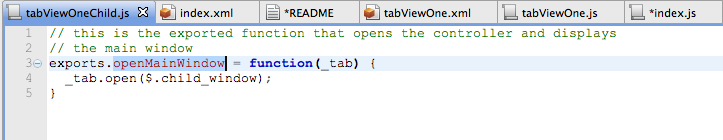 tabViewOneChild.js index.xml *README tabViewOne.xml tabViewOne.js *index.js
1 // this is the exported function that opens the controller and displays
2 // the main window
3 exports.openMainWindow = function(_tab) {
4 _tab.open($.child_window);
5 }